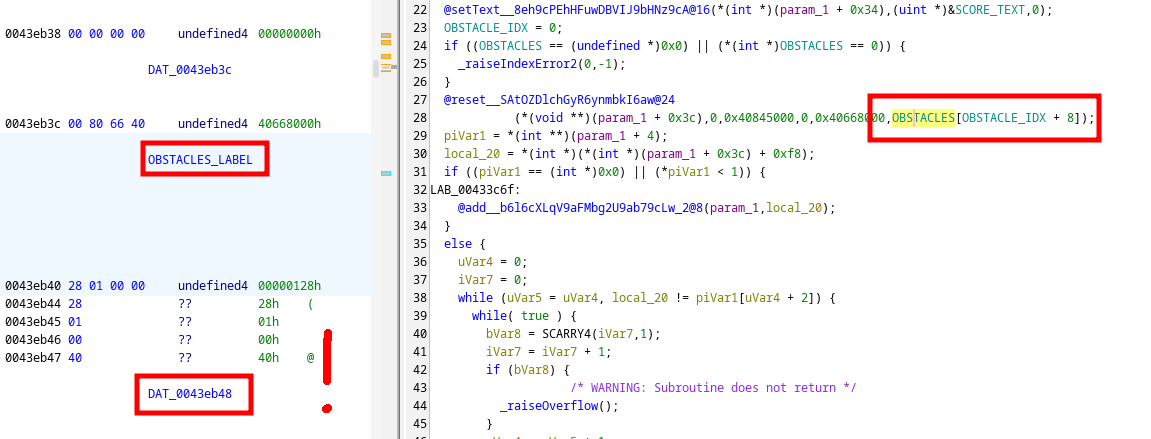 0043eb38 00 00 00 00 undefined4 00000000h
DAT_0043eb3c
0043eb3c 00 80 66 40 undefined4 40668000h
OBSTACLES_LABEL
0043eb40 28 01 00 00 undefined4 00000128h
0043eb44 28 ?? 28h (
0043eb45 01 ?? 01h
0043eb46 00 ?? 00h
0043eb47 40 ?? 40h @
!
DAT_0043eb48
22 @setText__8eh9cPEhHFuwDBVIJ9bHNz9cA@16(*(int *)(param_1 + 0x34),(uint *)&SCORE_TEXT,0);
23 OBSTACLE_IDX = 0;
24 if ((OBSTACLES == (undefined *)0x0) || (*(int *)OBSTACLES == 0)) {
25 _raiseIndexError2(0,-1);
26 }
27 @reset__SAtOZDlchGyR6ynmbkI6aw@24
28 (*(void **)(param_1 + 0x3c),0,0x40845000,0,0x40668000,OBSTACLES[OBSTACLE_IDX + 8]);
29 piVar1 = *(int **)(param_1 + 4);
30 local_20 = *(int *)(*(int *)(param_1 + 0x3c) + 0xf8);
31 if ((piVar1 == (int *)0x0) || (*piVar1 < 1)) {
32 LAB_00433c6f:
33 @add__b6l6cXLqV9aFMbg2U9ab79cLw_2@8(param_1,local_20);
34 }
35 else {
36 uVar4 = 0;
37 iVar7 = 0;
38 while (uVar5 = uVar4, local_20 != piVar1[uVar4 + 2]) {
39 while( true ) {
40 bVar8 = SCARRY4(iVar7,1);
41 iVar7 = iVar7 + 1;
42 if (bVar8) {
43 /* WARNING: Subroutine does not return */
44 _raiseOverflow();
45 }